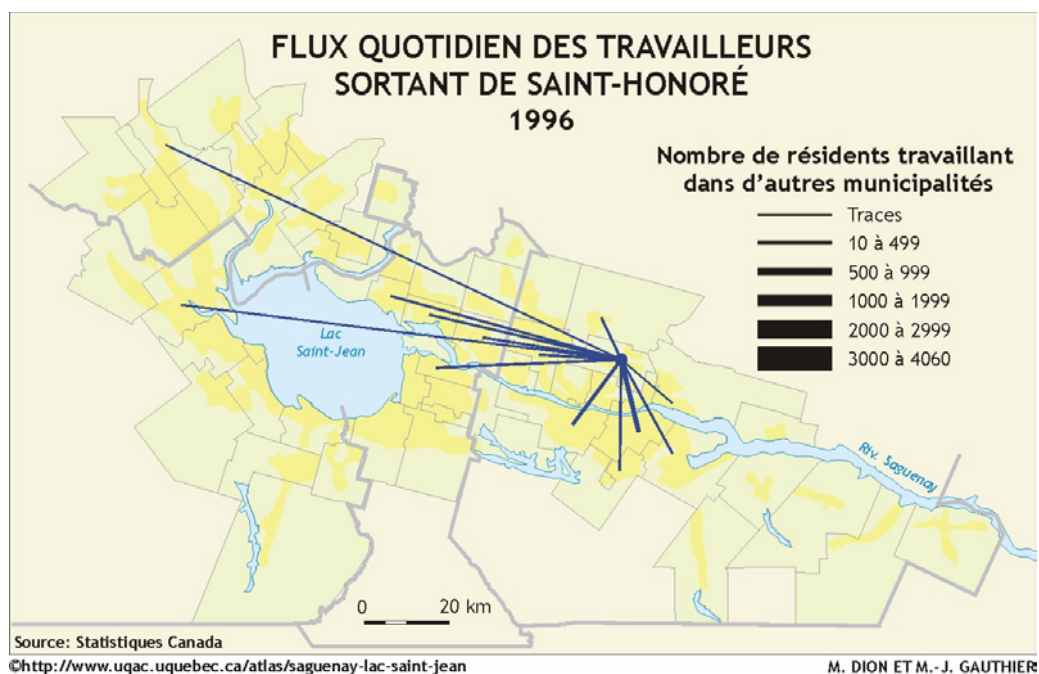 FLUX QUOTIDIEN DES TRAVAILLEURS
SORTANT DE SAINT-HONORÉ
1996
Nombre de résidents travaillant
dans d'autres municipalités
Traces
10 à 499
500 à 999
1000 à 1999
2000 à 2999
3000 à 4060
Lac
Saint-Jean
Riv. Saguenay
0 20 km
Source: Statistiques Canada
©http://www.uqac.uquebec.ca/atlas/saguenay-lac-saint-jean
M. DION ET M.-J. GAUTHIER